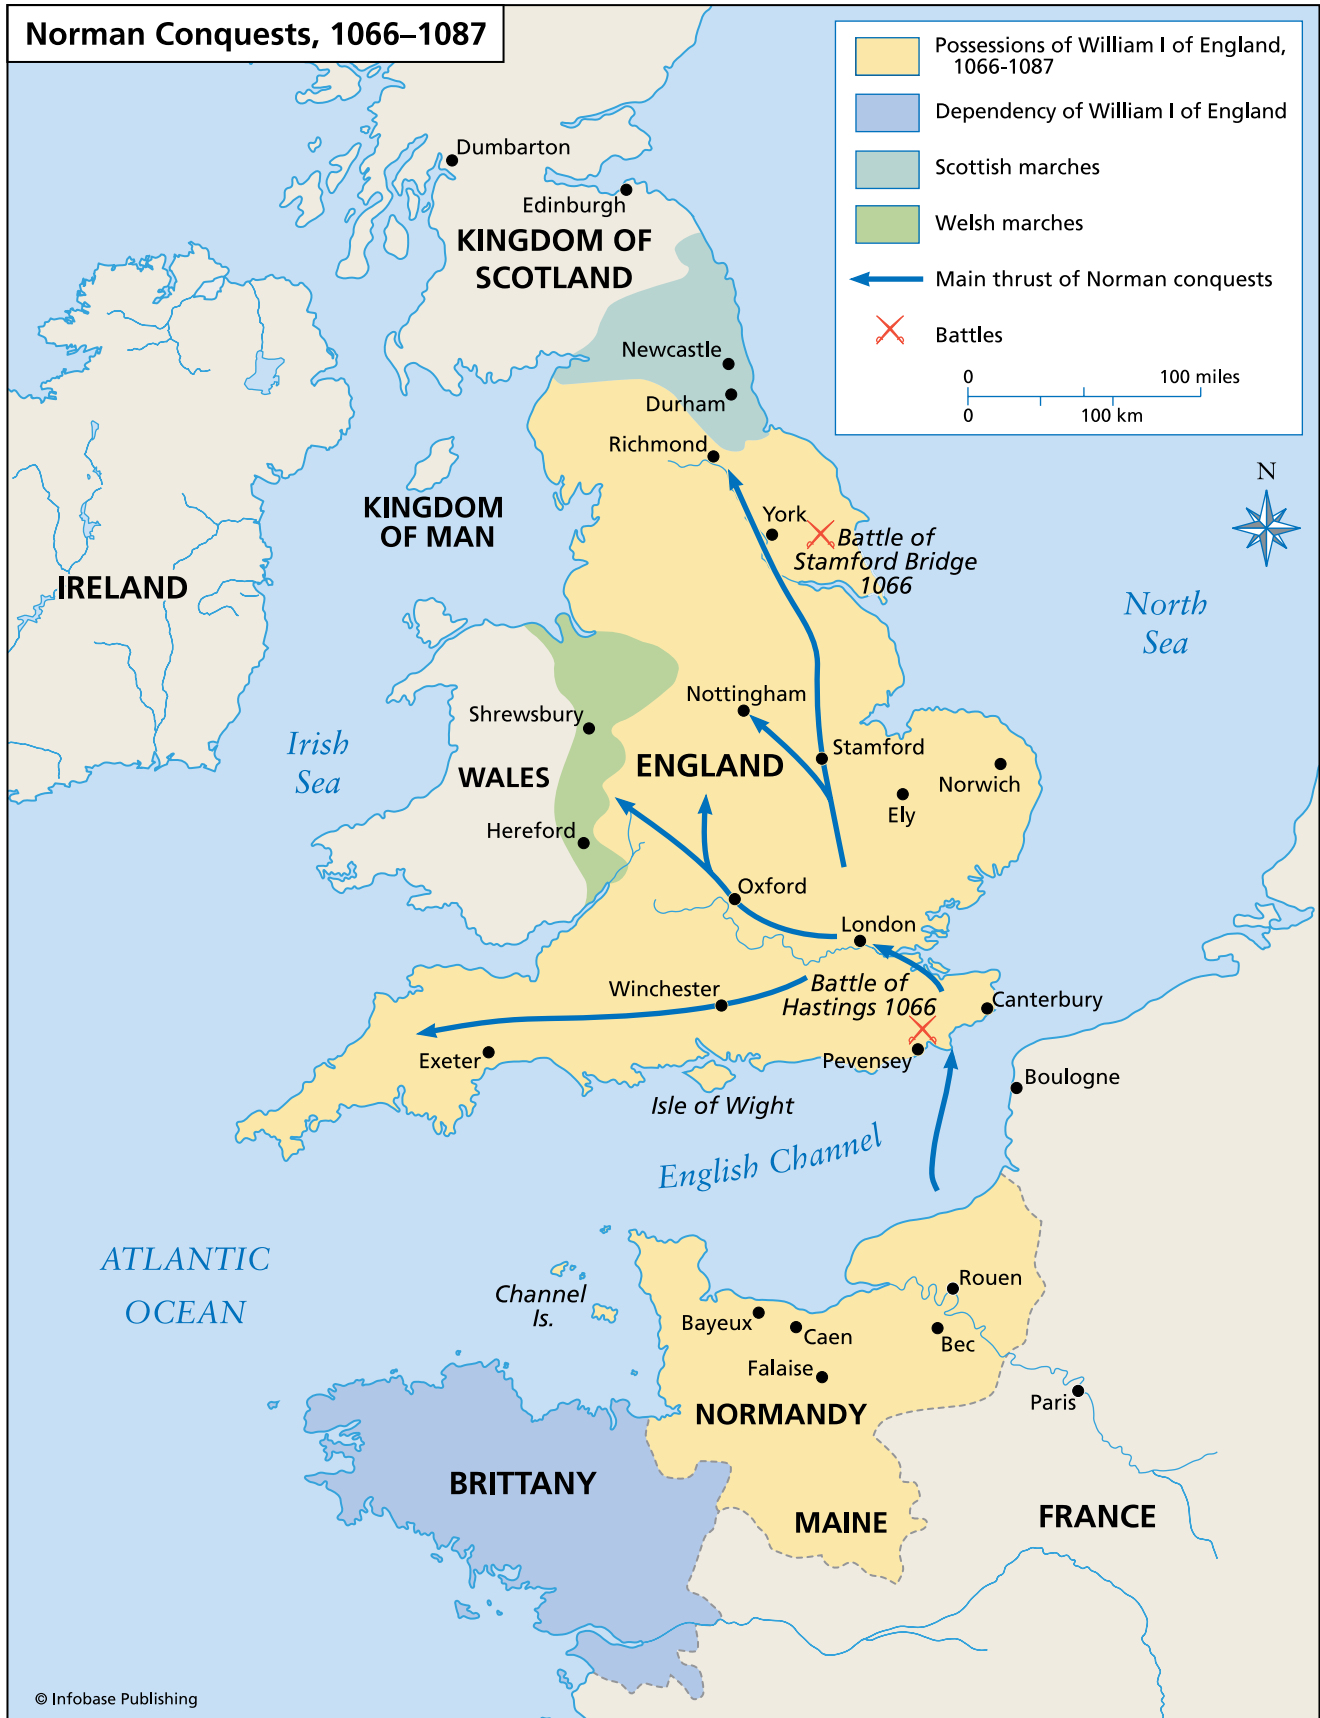 Norman Conquests, 1066–1087
Possessions of William I of England,
1066-1087
Dependency of William I of England
Scottish marches
Welsh marches
Main thrust of Norman conquests
Battles
0
100 miles
0
100 km
N
Dumbarton
Edinburgh
KINGDOM OF
SCOTLAND
Newcastle
Durham
Richmond
KINGDOM
OF MAN
York
Battle of
Stamford Bridge
1066
IRELAND
North
Sea
Nottingham
Shrewsbury
Stamford
Irish
Sea
WALES
ENGLAND
Norwich
Ely
Hereford
Oxford
London
Winchester
Battle of
Hastings 1066
Canterbury
Exeter
Pevensey
Boulogne
Isle of Wight
English Channel
ATLANTIC
OCEAN
Channel
Is.
Rouen
Bayeux
Caen
Bec
Falaise
Paris
NORMANDY
BRITTANY
MAINE
FRANCE
© Infobase Publishing